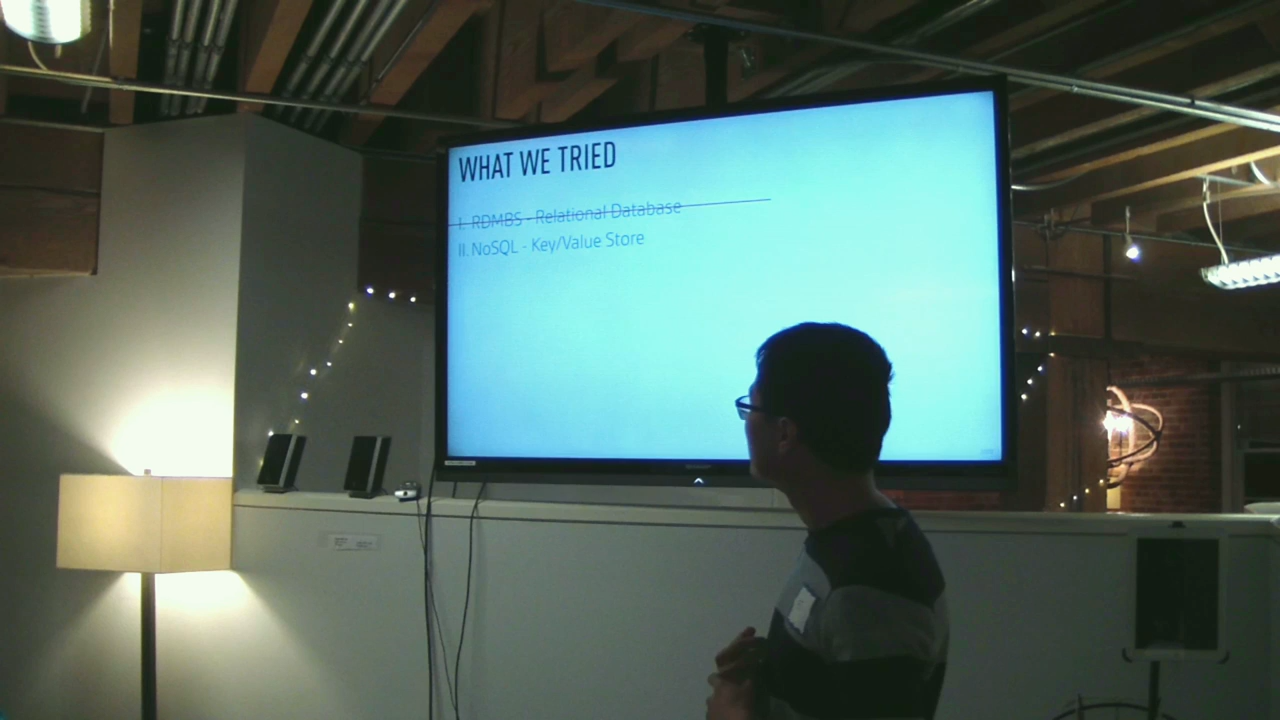 WHAT WE TRIED
I. RDMBS - Relational Database
II. NoSQL - Key/Value Store